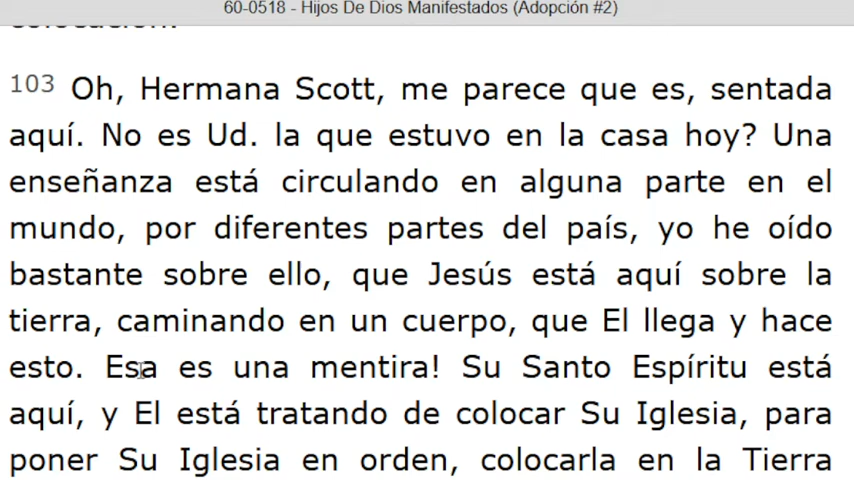 60-0518 - Hijos De Dios Manifestados (Adopción #2)
colocación.
103 Oh, Hermana Scott, me parece que es, sentada
aquí. No es Ud. la que estuvo en la casa hoy? Una
enseñanza está circulando en alguna parte en el
mundo, por diferentes partes del país, yo he oído
bastante sobre ello, que Jesús está aquí sobre la
tierra, caminando en un cuerpo, que El llega y hace
esto. Esa es una mentira! Su Santo Espíritu está
aquí, y El está tratando de colocar Su Iglesia, para
poner Su Iglesia en orden, colocarla en la Tierra